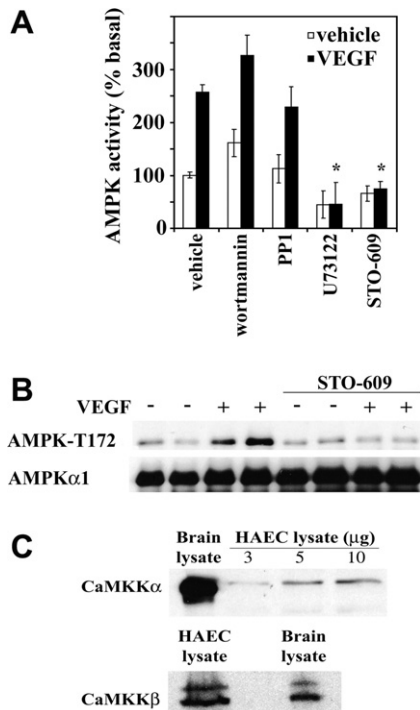 A
AMPK activity (% basal)
300
200
100
0
vehicle
VEGF
*
*
vehicle
wortmannin
PP1
U73122
STO-609
B
STO-609
VEGF - - + + - - + +
AMPK-T172
AMPKα1
C
Brain lysate HAEC lysate (μg)
3 5 10
CaMKKα
HAEC lysate Brain lysate
CaMKKβ